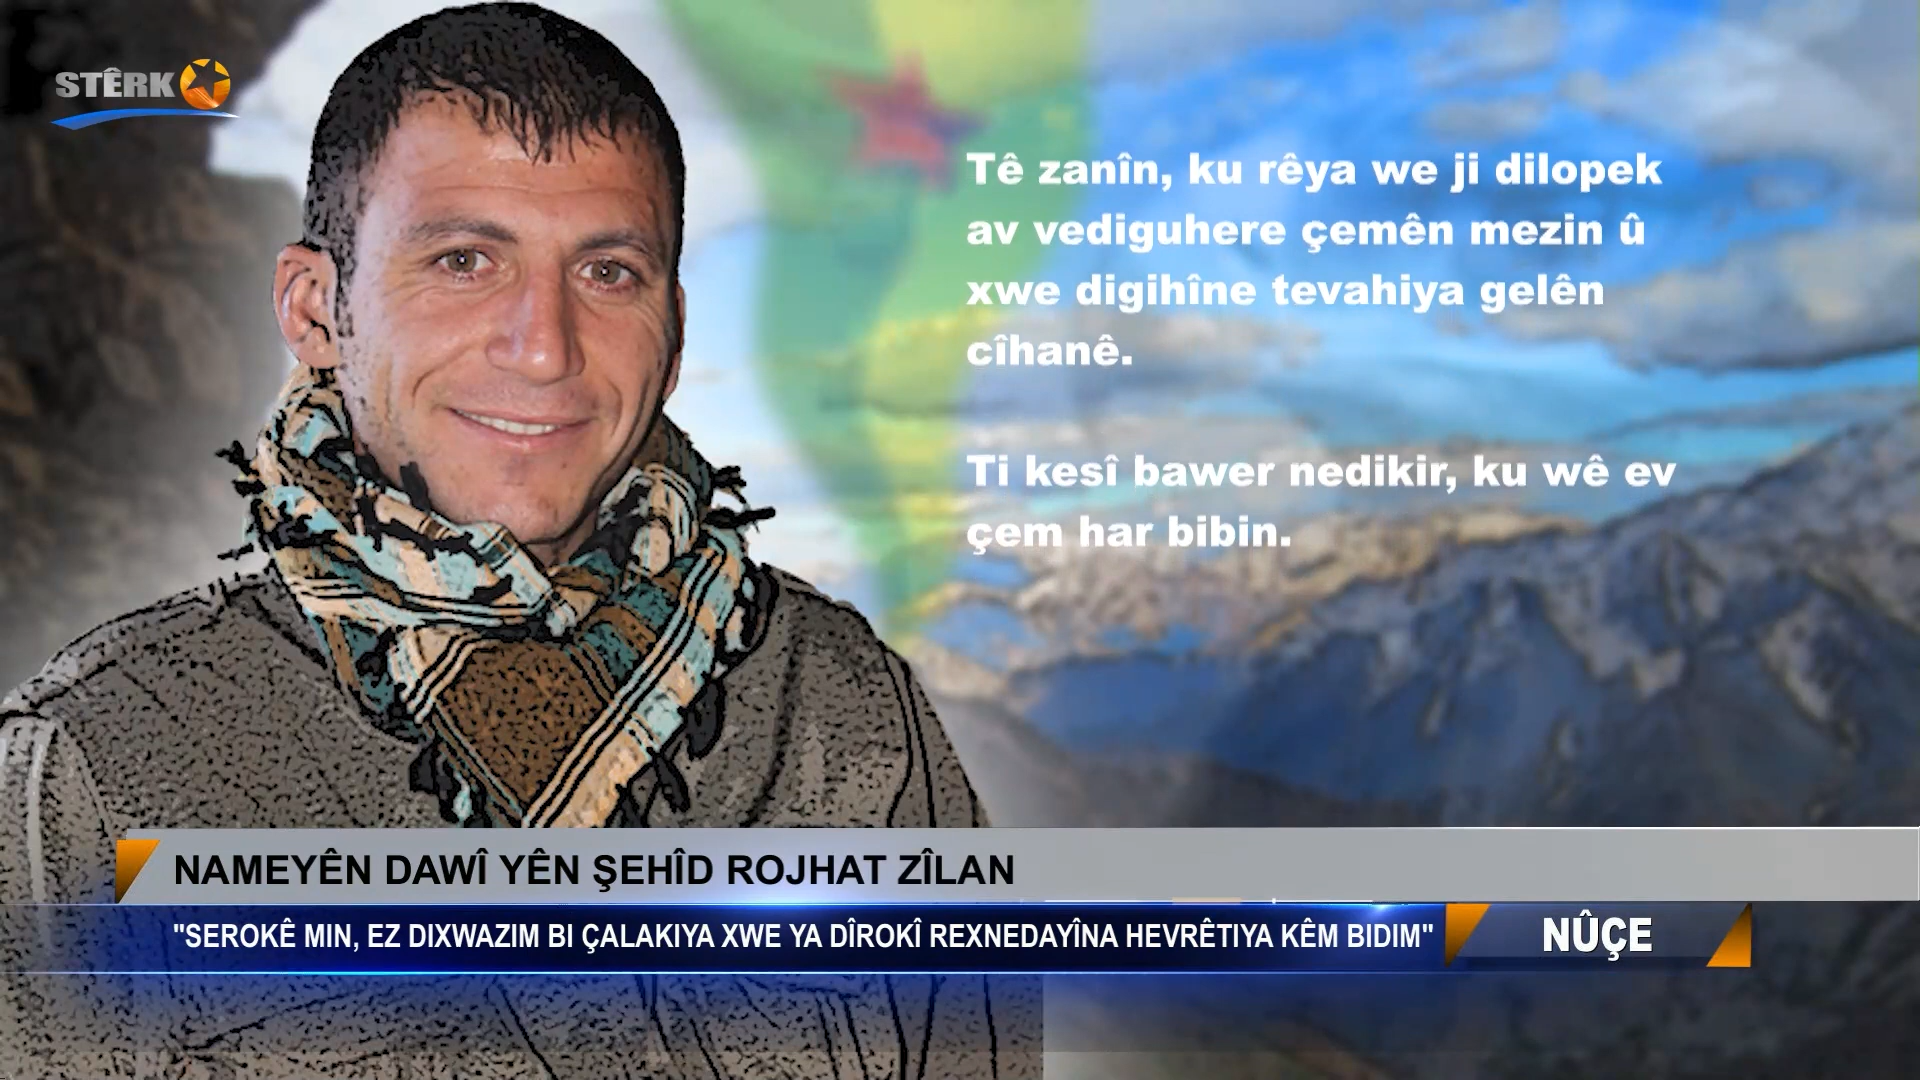 STÊRK
Tê zanîn, ku rêya we ji dilopek
av vediguhere çemên mezin û
xwe digihîne tevahiya gelên
cîhanê.
Ti kesî bawer nedikir, ku wê ev
çem har bibin.
NAMEYÊN DAWÎ YÊN ŞEHÎD ROJHAT ZÎLAN
"SEROKÊ MIN, EZ DIXWAZIM BI ÇALAKIYA XWE YA DÎROKÎ REXNEDAYÎNA HEVRÊTIYA KÊM BIDIM"
NÛÇE